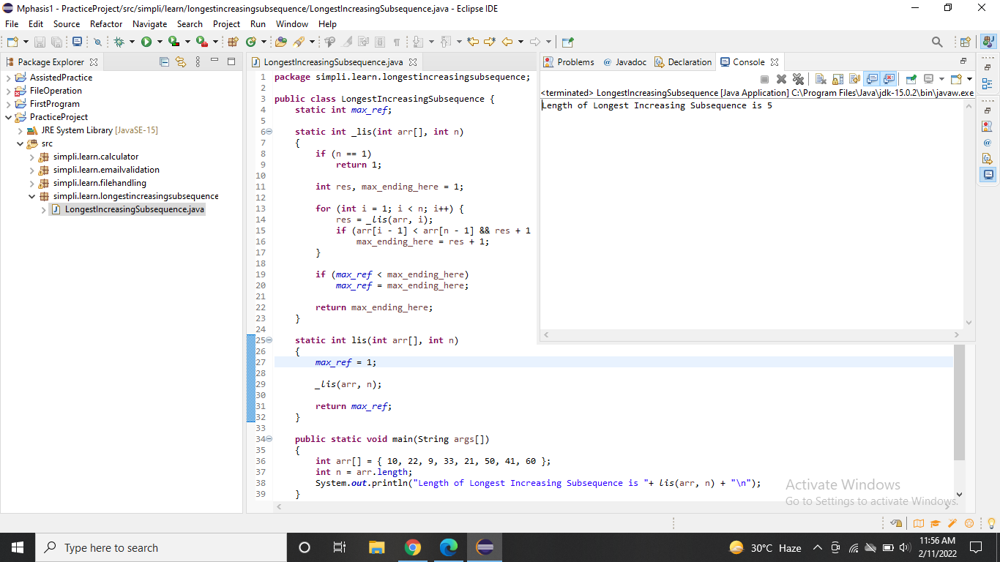 Mphasis1 - PracticeProject/src/simpli/learn/longestincreasingsubsequence/LongestIncreasingSubsequence.java - Eclipse IDE
File Edit Source Refactor Navigate Search Project Run Window Help
Package Explorer
AssistedPractice
FileOperation
FirstProgram
PracticeProject
JRE System Library [JavaSE-15]
src
simpli.learn.calculator
simpli.learn.emailvalidation
simpli.learn.filehandling
simpli.learn.longestincreasingsubsequence
LongestIncreasingSubsequence.java
LongestIncreasingSubsequence.java
1 package simpli.learn.longestincreasingsubsequence;
2
3 public class LongestIncreasingSubsequence {
4 static int max_ref;
5
6 static int _lis(int arr[], int n)
7 {
8 if (n == 1)
9 return 1;
10
11 int res, max_ending_here = 1;
12
13 for (int i = 1; i < n; i++) {
14 res = _lis(arr, i);
15 if (arr[i - 1] < arr[n - 1] && res + 1
16 max_ending_here = res + 1;
17 }
18
19 if (max_ref < max_ending_here)
20 max_ref = max_ending_here;
21
22 return max_ending_here;
23 }
24
25 static int lis(int arr[], int n)
26 {
27 max_ref = 1;
28
29 _lis(arr, n);
30
31 return max_ref;
32 }
33
34 public static void main(String args[])
35 {
36 int arr[] = { 10, 22, 9, 33, 21, 50, 41, 60 };
37 int n = arr.length;
38 System.out.println("Length of Longest Increasing Subsequence is "+ lis(arr, n) + "\n");
39 }
Problems @ Javadoc Declaration Console
<terminated> LongestIncreasingSubsequence [Java Application] C:\Program Files\Java\jdk-15.0.2\bin\javaw.exe
Length of Longest Increasing Subsequence is 5
Activate Windows
Go to Settings to activate Windows.
Type here to search
30°C Haze
11:56 AM
2/11/2022